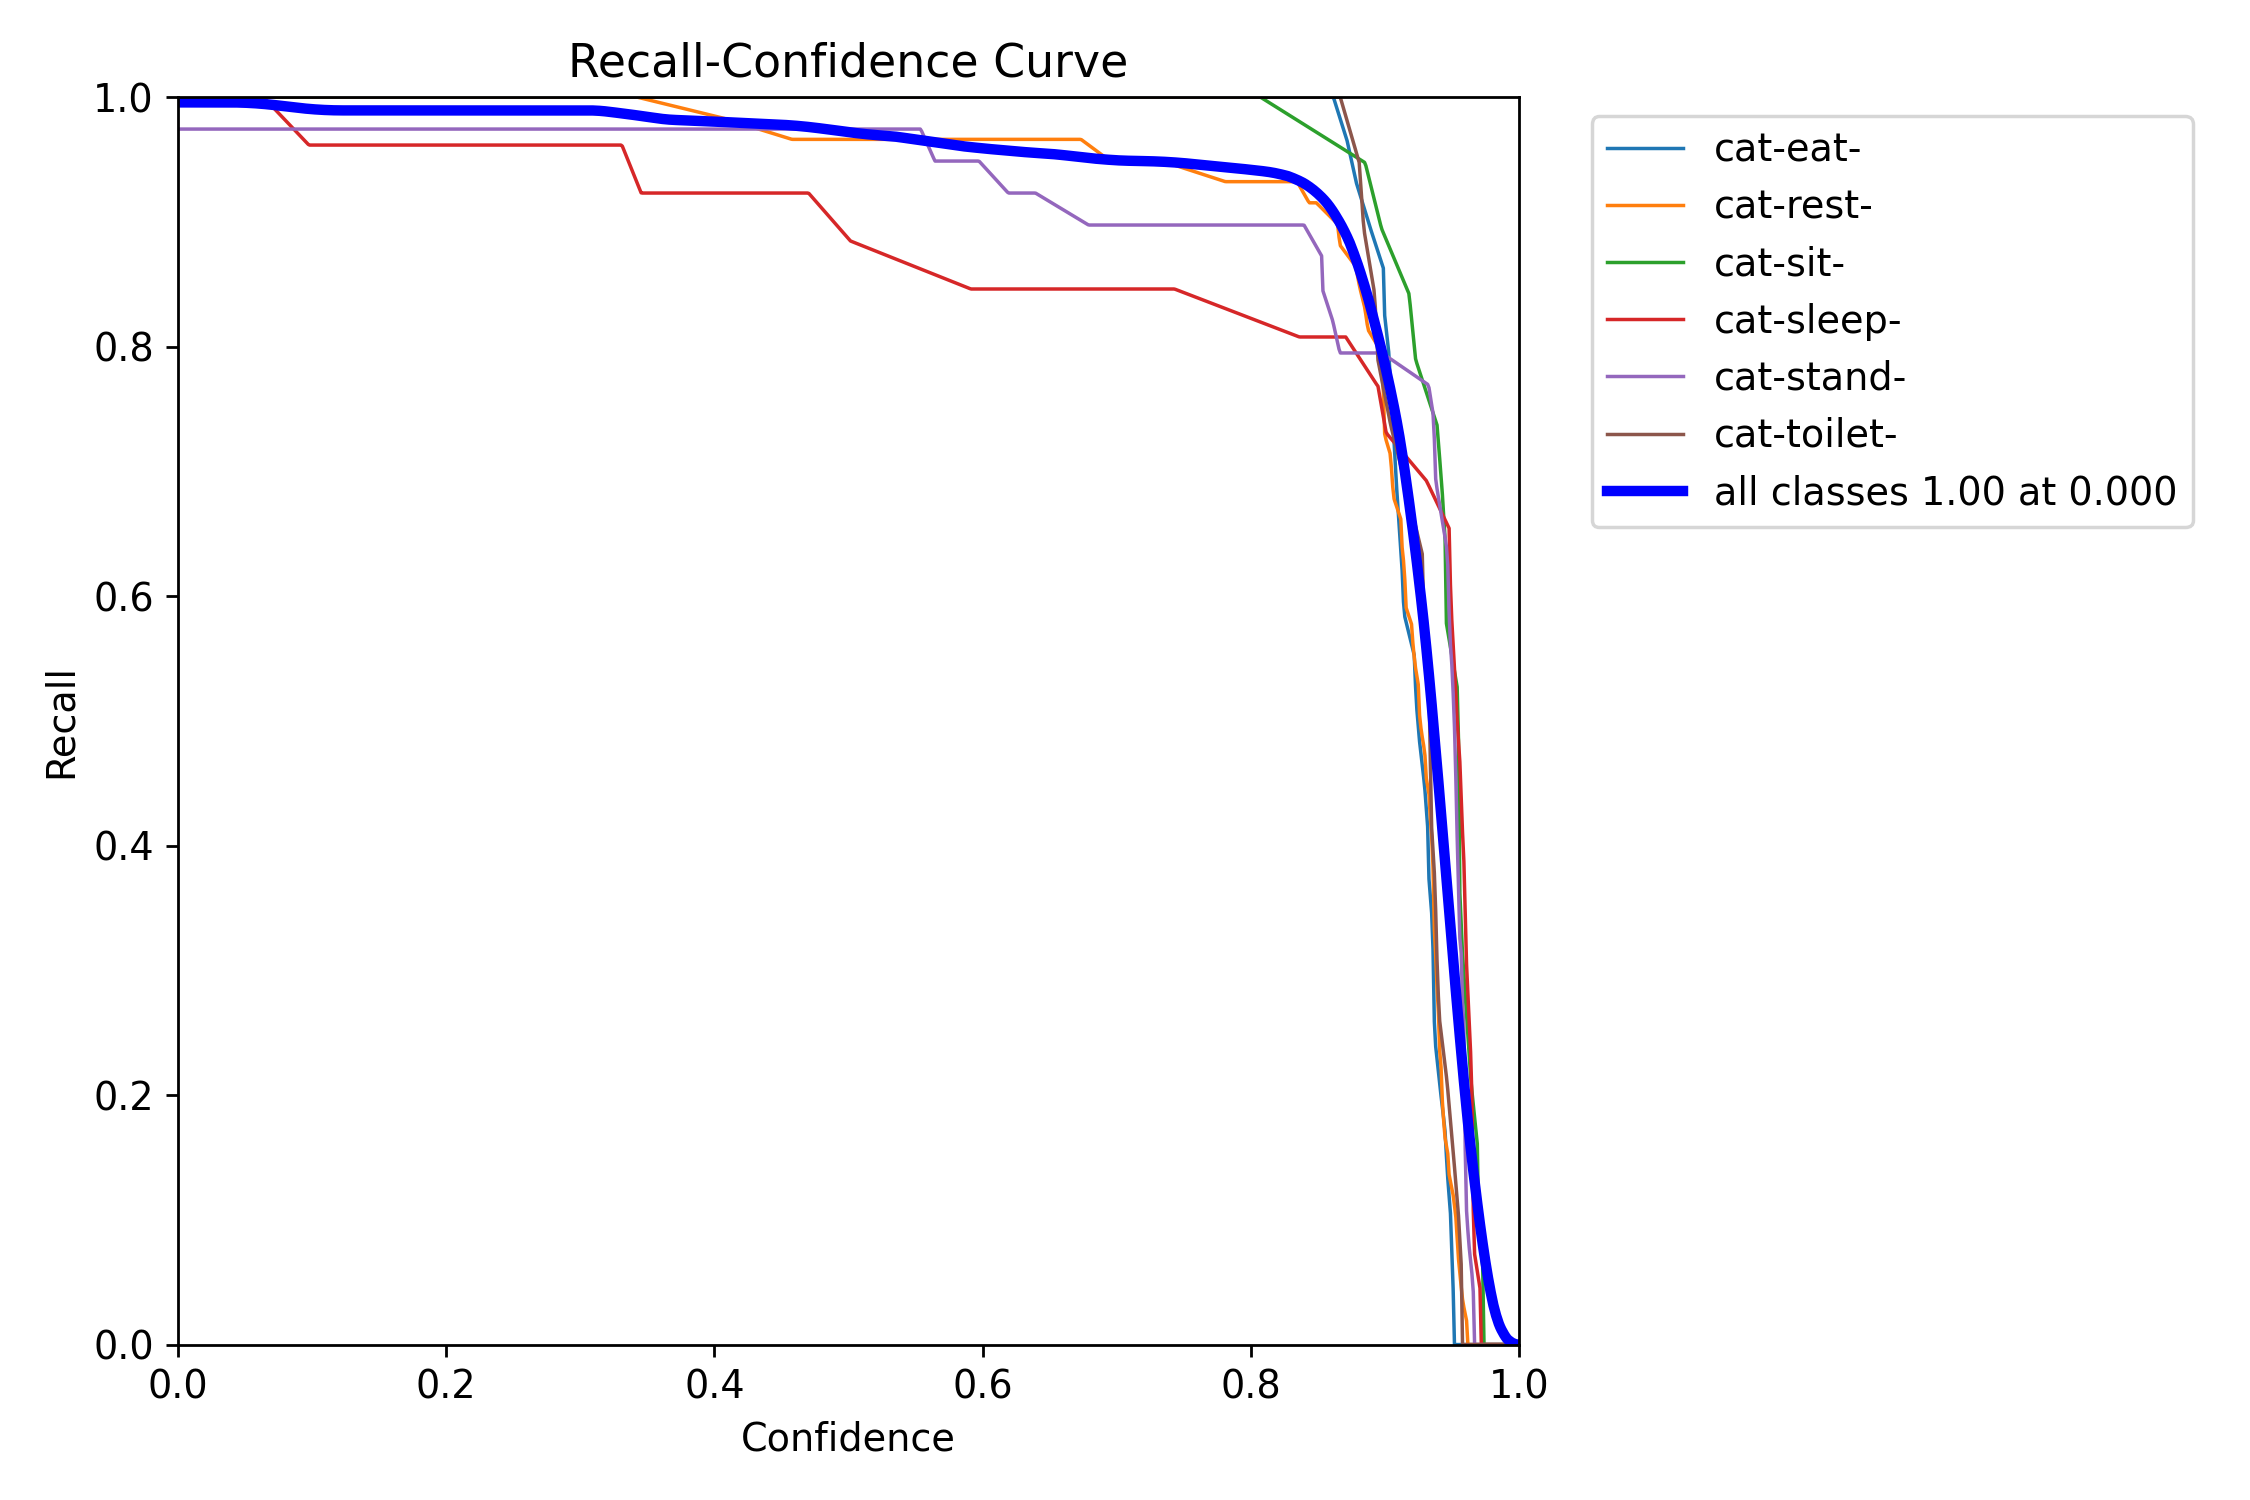 Recall-Confidence Curve
1.0
0.8
0.6
0.4
0.2
0.0
Recall
0.0 0.2 0.4 0.6 0.8 1.0
Confidence
cat-eat-
cat-rest-
cat-sit-
cat-sleep-
cat-stand-
cat-toilet-
all classes 1.00 at 0.000